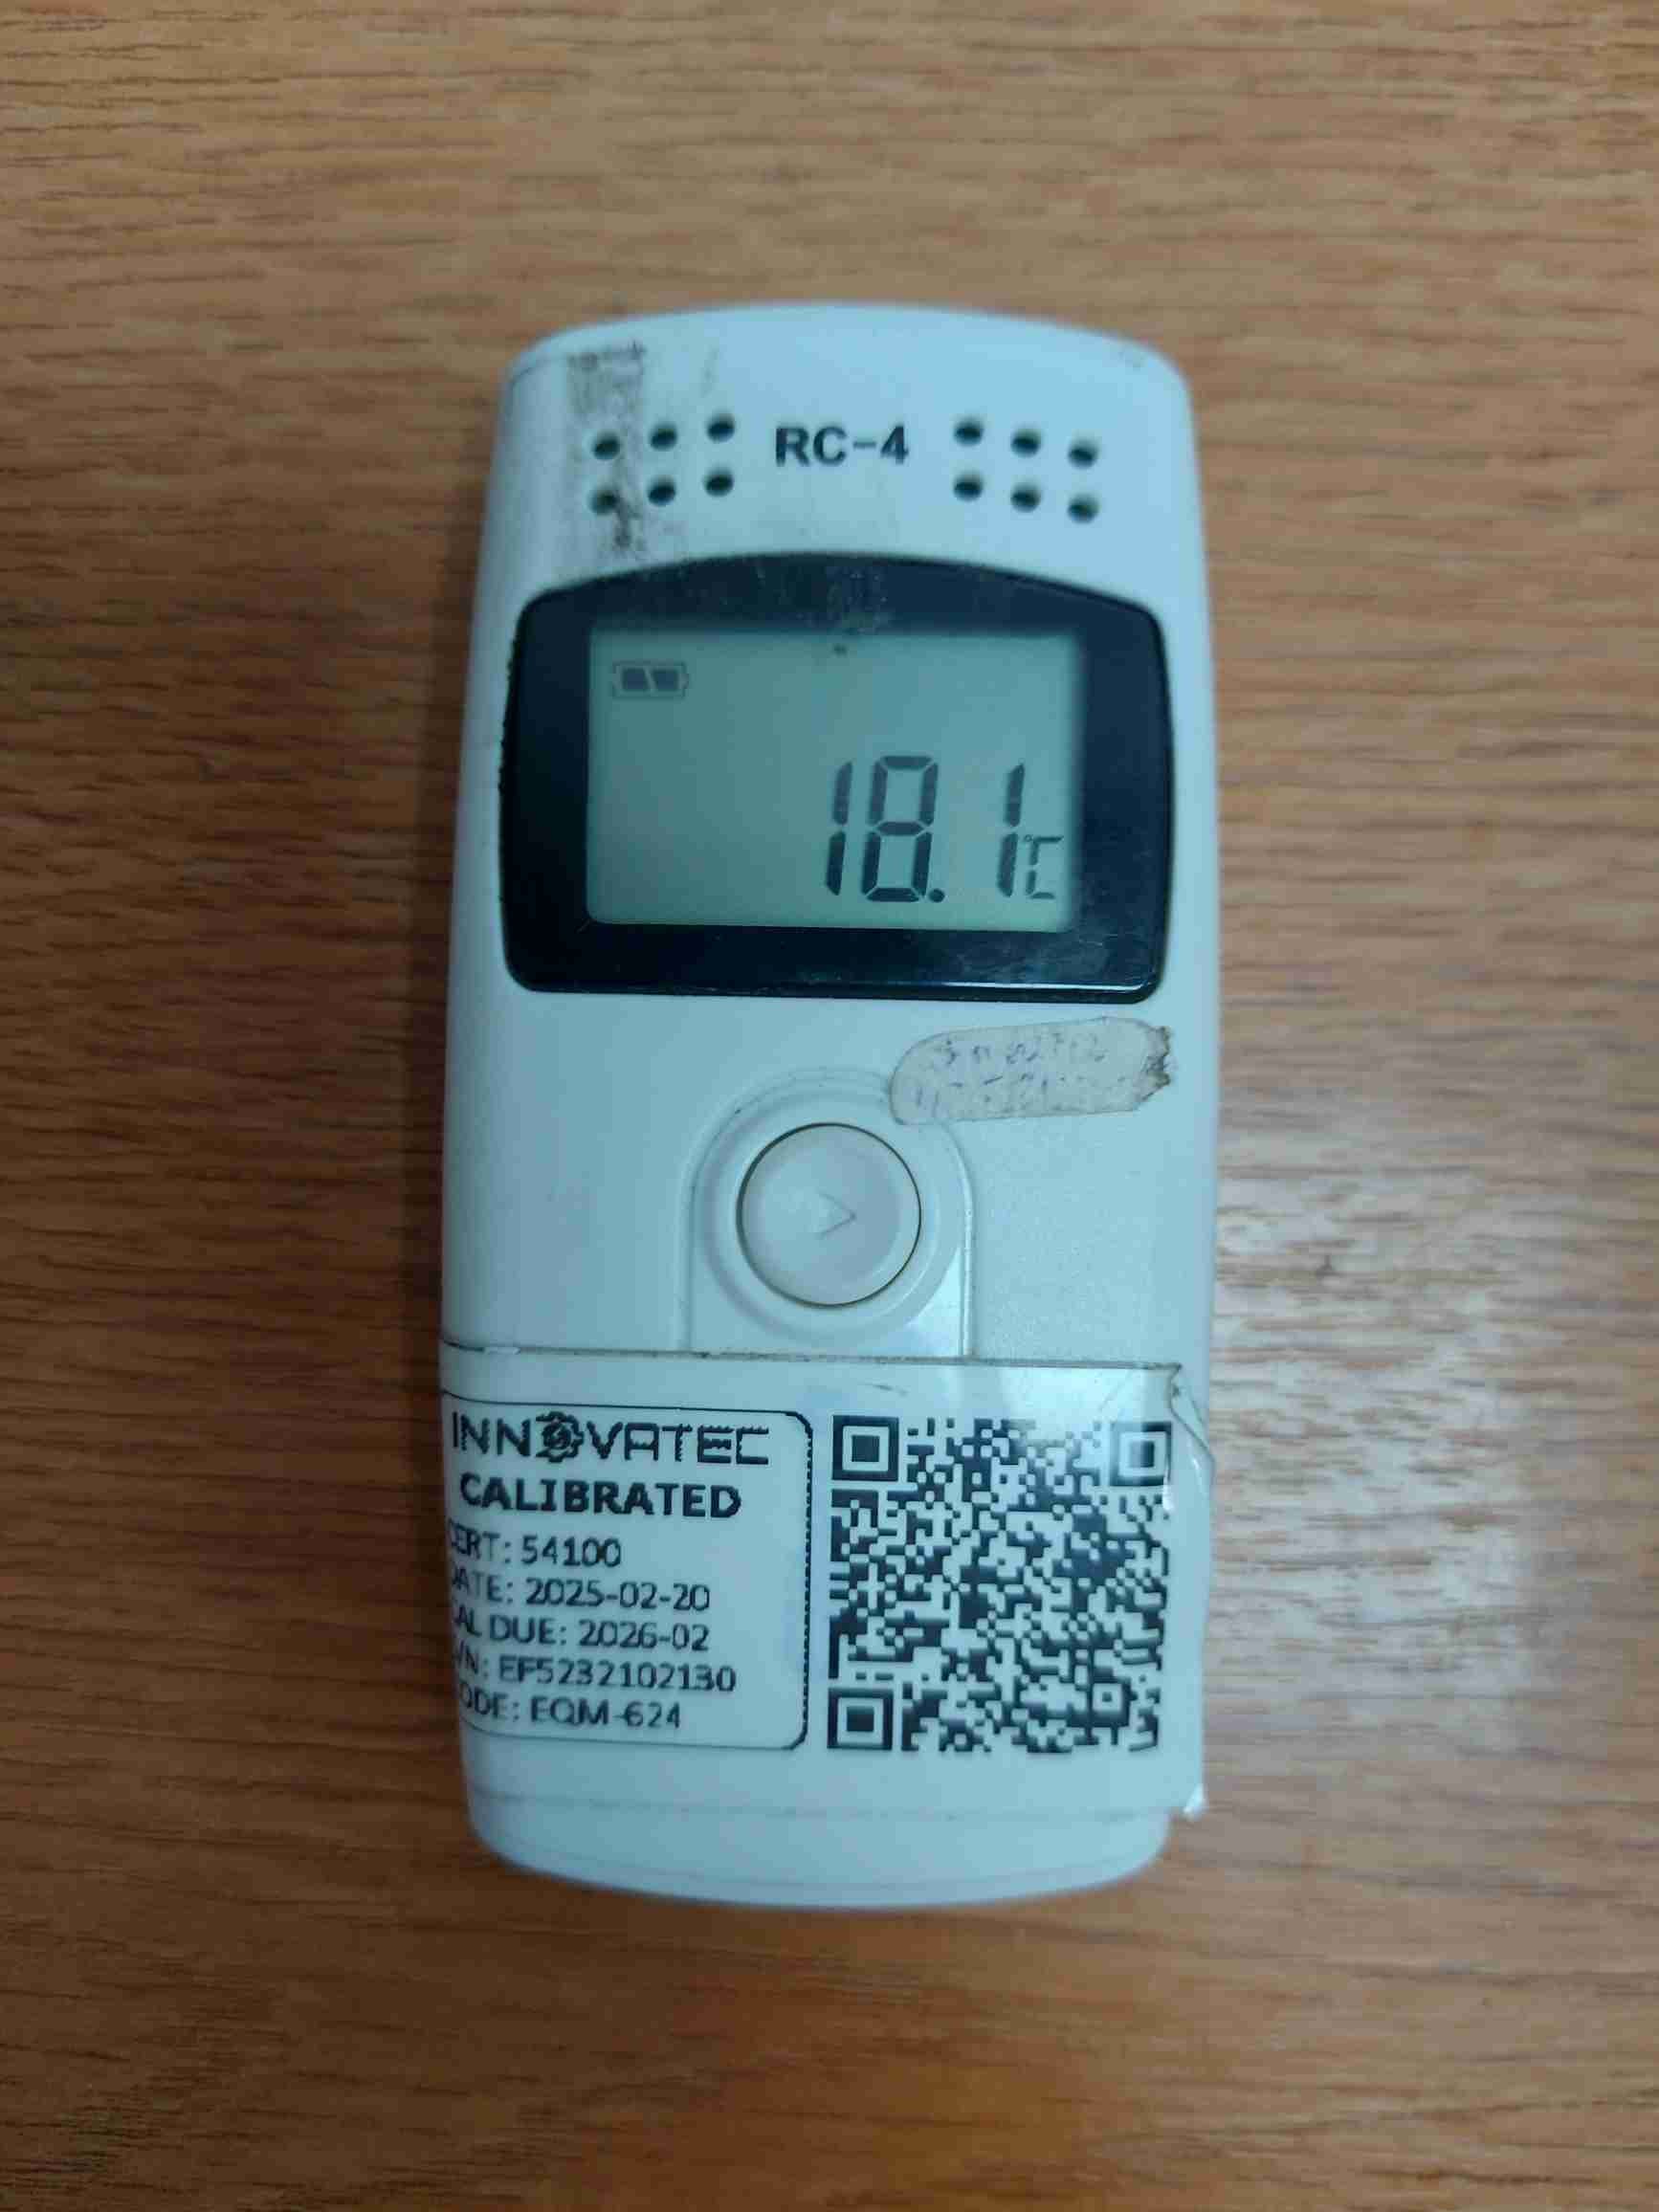 RC-4
18.1℃
INNOVATEC
CALIBRATED
CERT: 54100
DATE: 2025-02-20
CAL DUE: 2026-02
S/N: EF5232102130
CODE: EQM-624